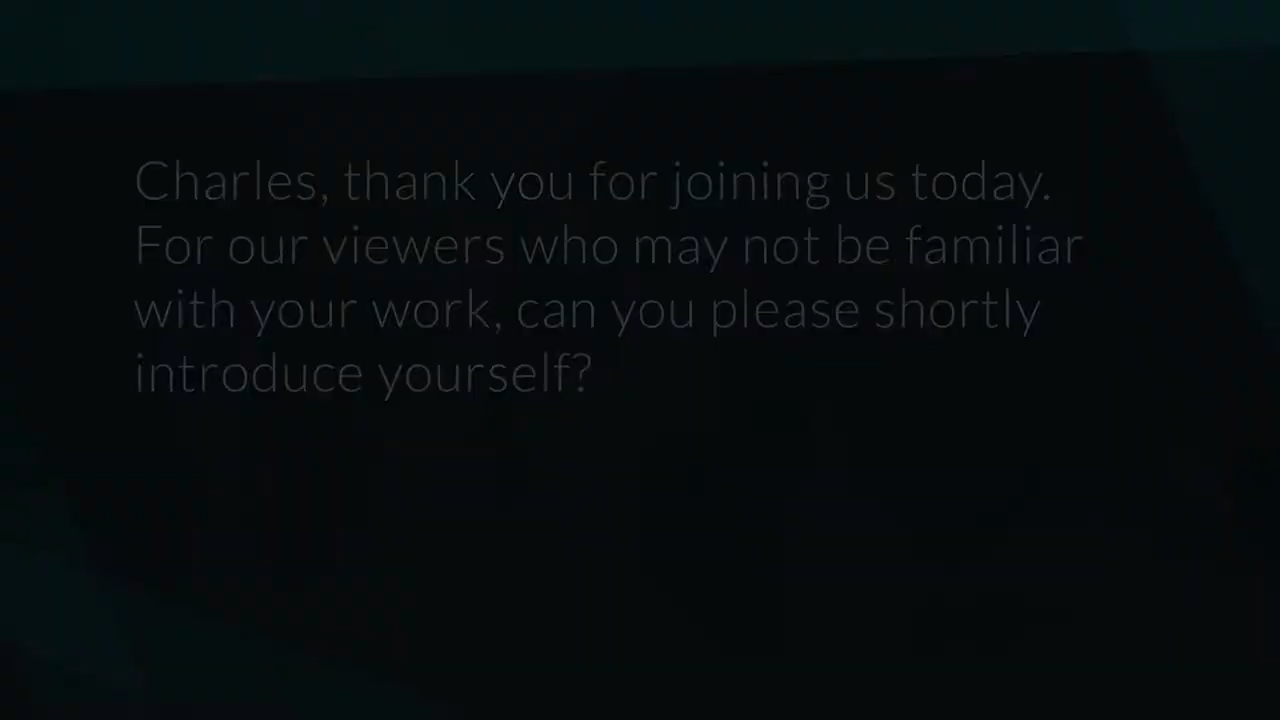 Charles, thank you for joining us today.
For our viewers who may not be familiar
with your work, can you please shortly
introduce yourself?